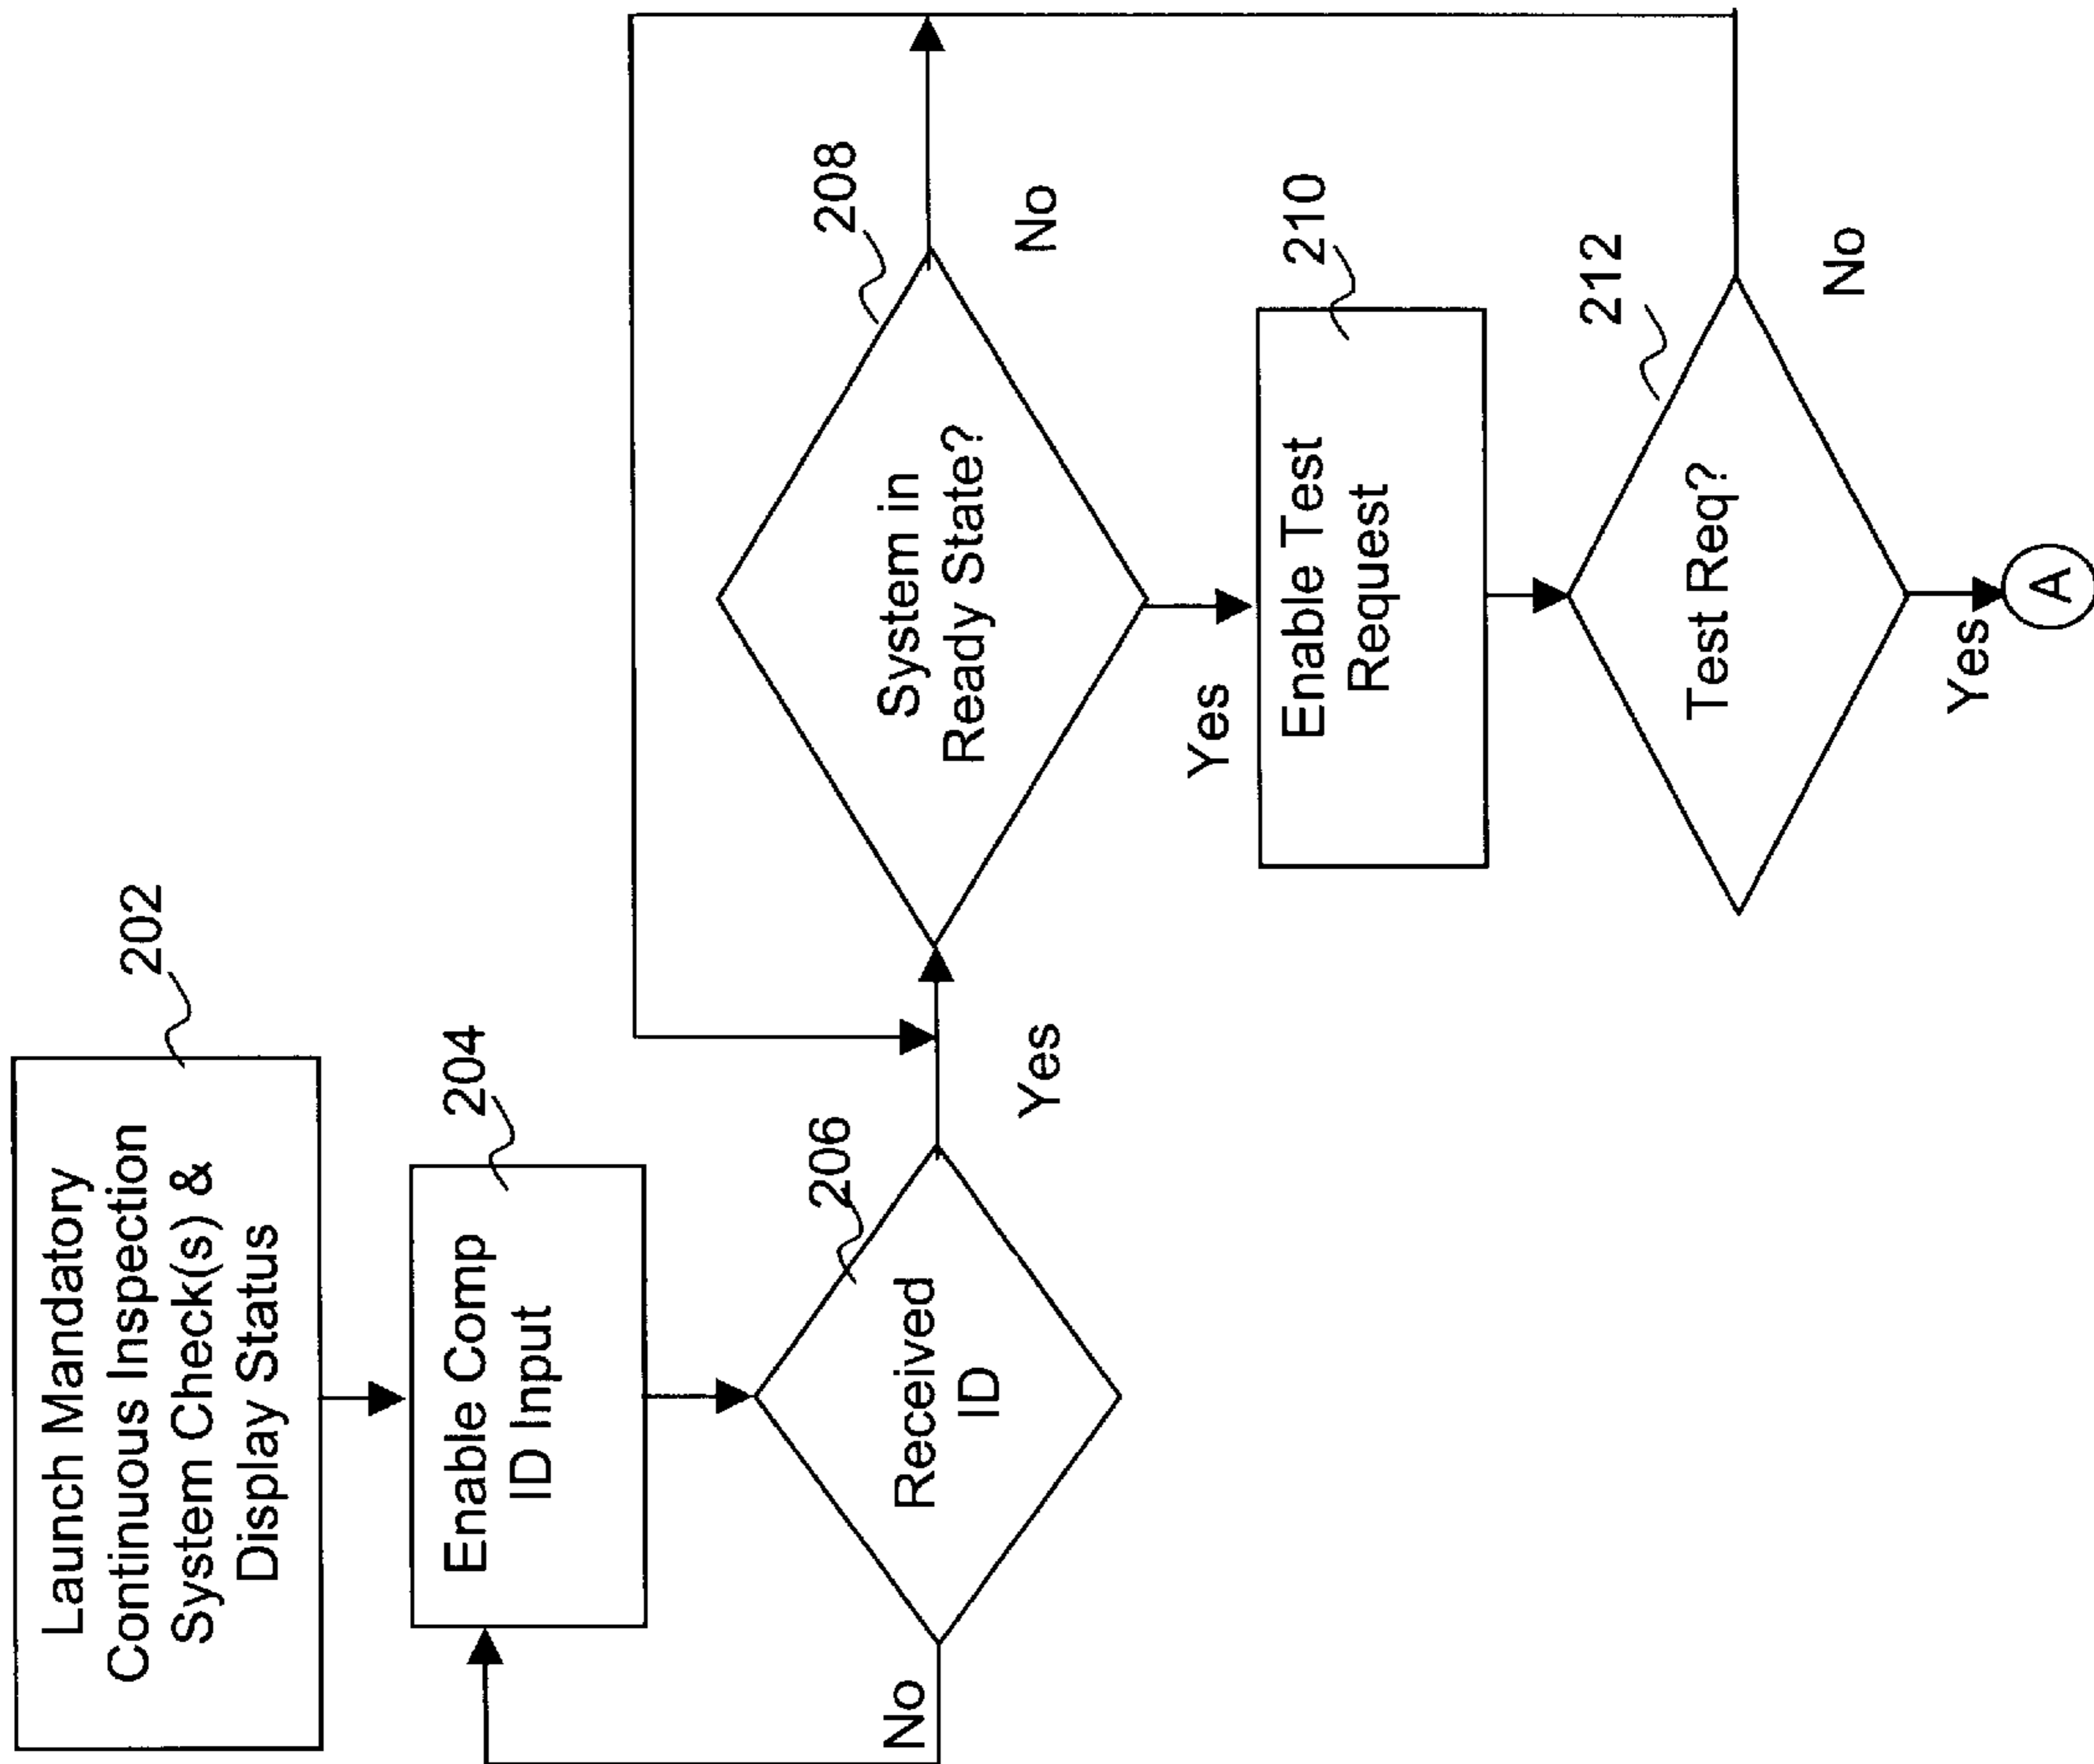 202
Launch Mandatory
Continuous Inspection
System Check(s) &
Display Status
204
Enable Comp
ID Input
206
Received
ID
No
Yes
208
System in
Ready State?
No
Yes
210
Enable Test
Request
212
Test Req?
No
Yes
A